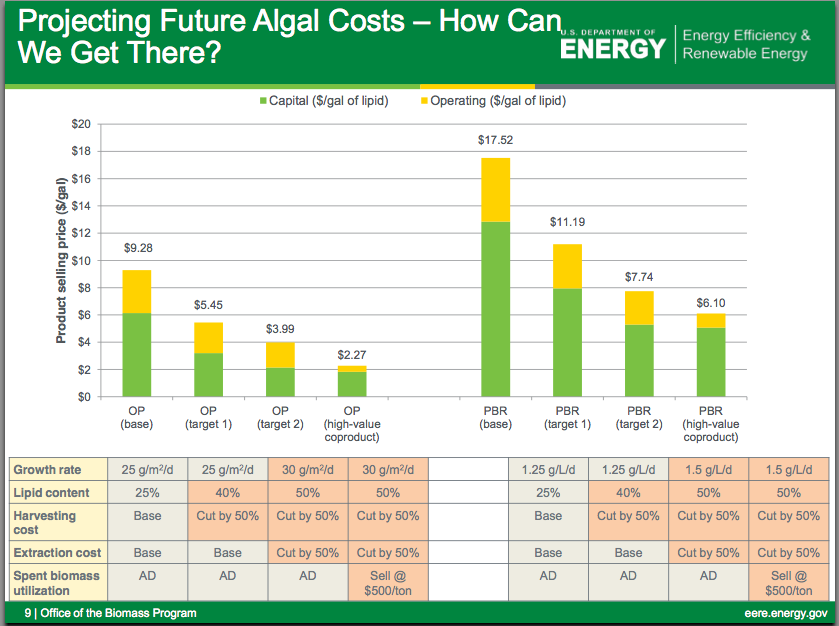 Projecting Future Algal Costs – How Can
We Get There?
U.S. DEPARTMENT OF
ENERGY
Energy Efficiency &
Renewable Energy
Capital ($/gal of lipid) Operating ($/gal of lipid)
Product selling price ($/gal)
$20
$18
$16
$14
$12
$10
$8
$6
$4
$2
$0
$9.28
$5.45
$3.99
$2.27
$17.52
$11.19
$7.74
$6.10
OP
(base)
OP
(target 1)
OP
(target 2)
OP
(high-value
coproduct)
PBR
(base)
PBR
(target 1)
PBR
(target 2)
PBR
(high-value
coproduct)
Growth rate 25 g/m²/d 25 g/m²/d 30 g/m²/d 30 g/m²/d 1.25 g/L/d 1.25 g/L/d 1.5 g/L/d 1.5 g/L/d
Lipid content 25% 40% 50% 50% 25% 40% 50% 50%
Harvesting Base Cut by 50% Cut by 50% Cut by 50% Base Cut by 50% Cut by 50% Cut by 50%
cost
Extraction cost Base Base Cut by 50% Cut by 50% Base Base Cut by 50% Cut by 50%
Spent biomass AD AD AD Sell @ AD AD AD Sell @
utilization $500/ton $500/ton
9 | Office of the Biomass Program eere.energy.gov